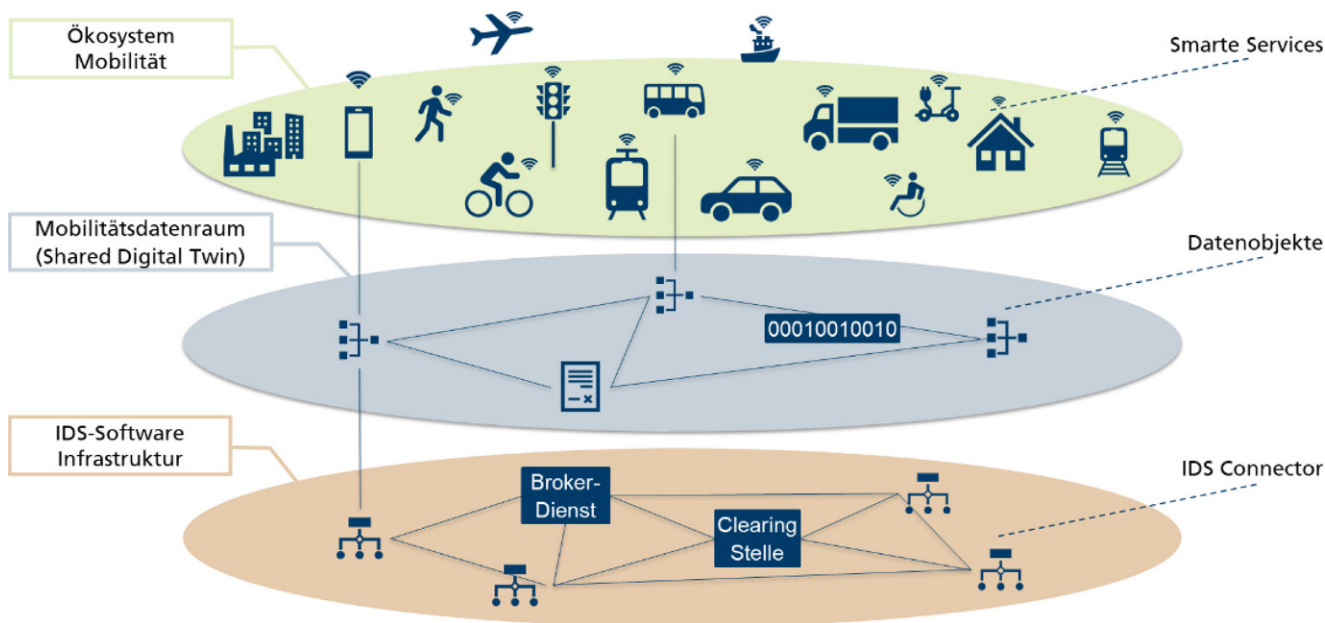 Ökosystem
Mobilität
Smarte Services
Mobilitätsdatenraum
(Shared Digital Twin)
Datenobjekte
00010010010
IDS-Software
Infrastruktur
IDS Connector
Broker-
Dienst
Clearing
Stelle